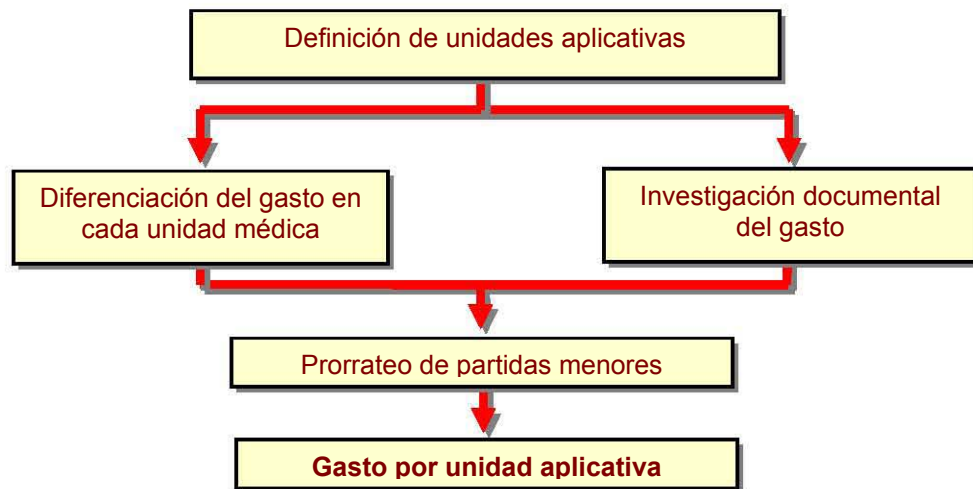 Definición de unidades aplicativas
Diferenciación del gasto en
cada unidad médica
Investigación documental
del gasto
Prorrateo de partidas menores
Gasto por unidad aplicativa